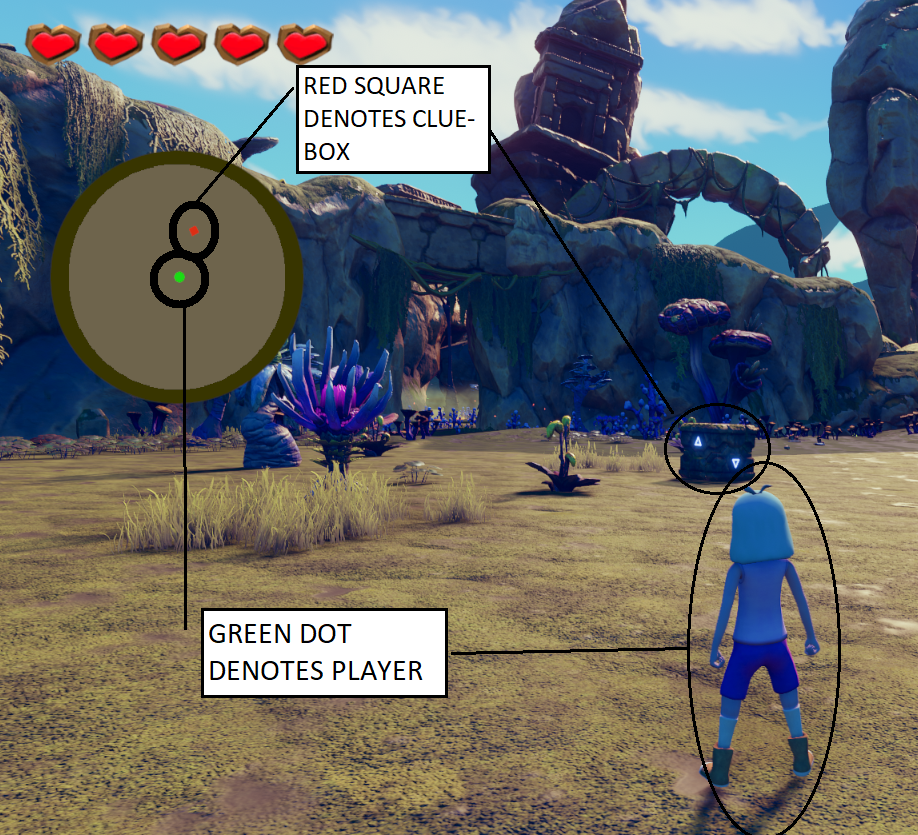 RED SQUARE
DENOTES CLUE-
BOX
GREEN DOT
DENOTES PLAYER